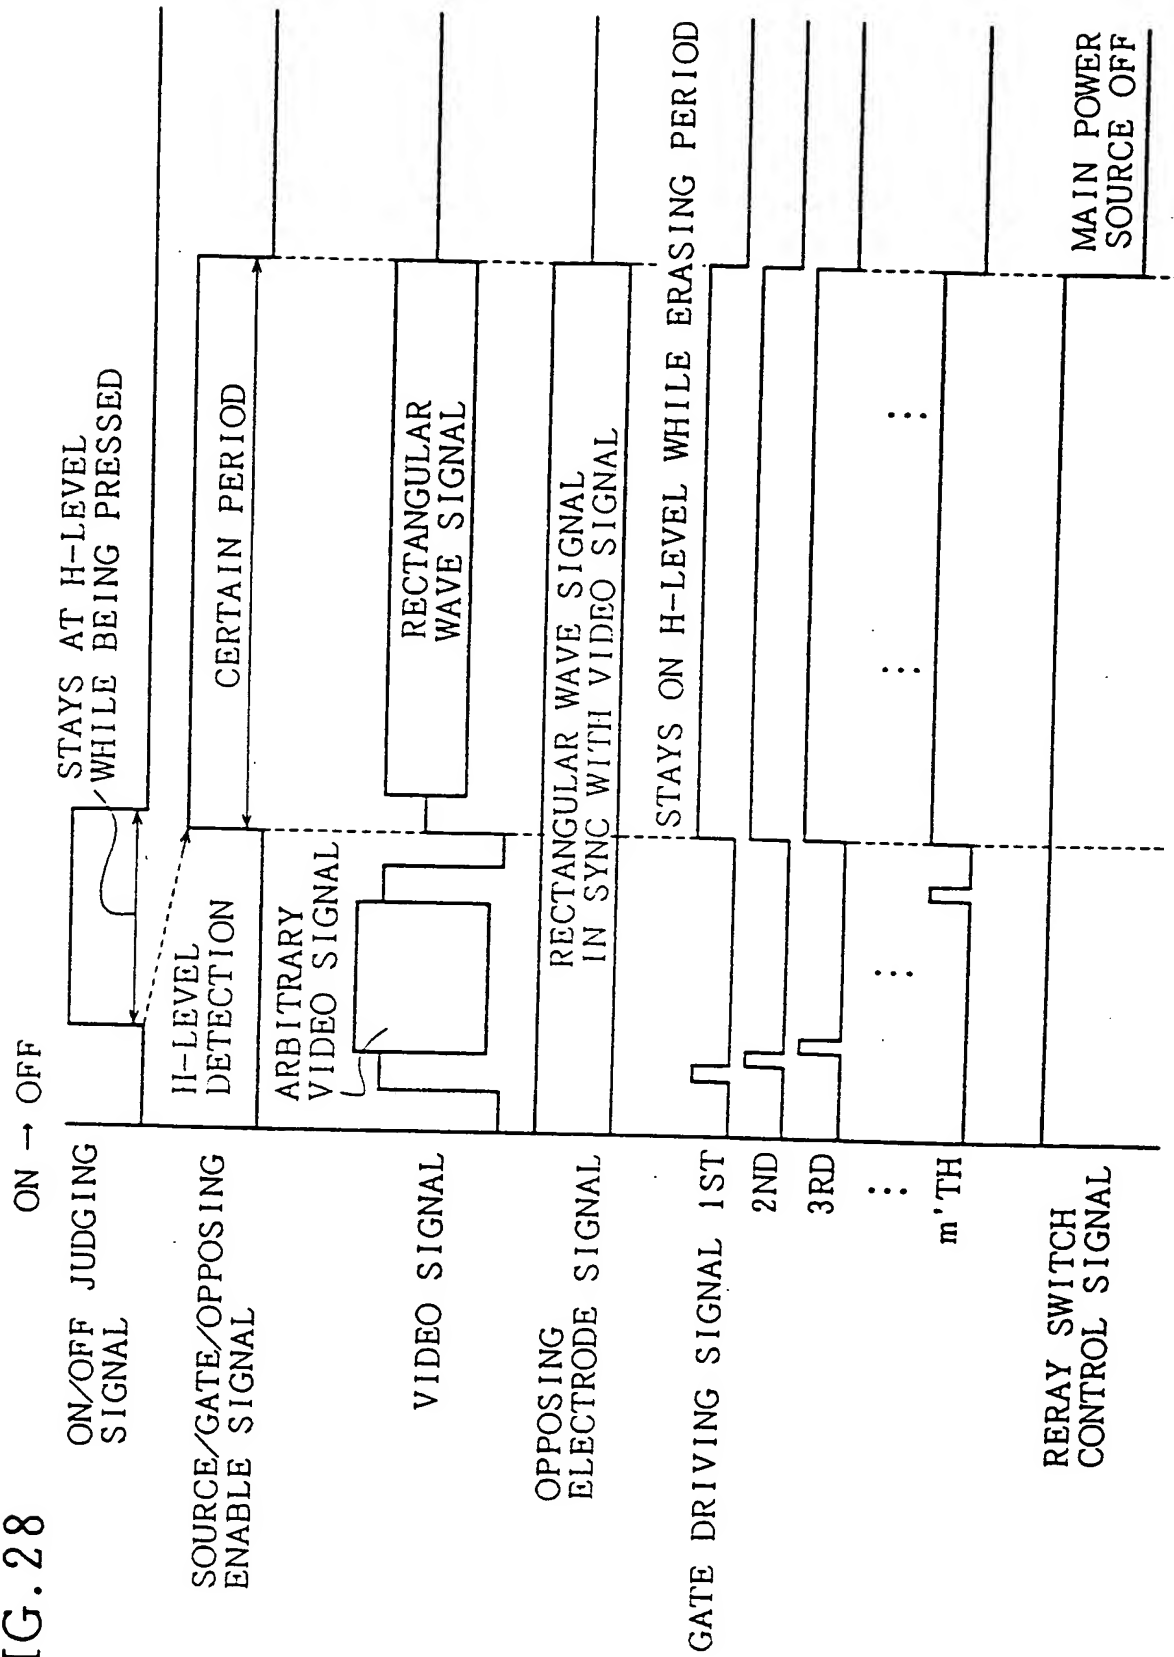 IG.28
ON → OFF
ON/OFF JUDGING
SIGNAL
STAYS AT H-LEVEL
WHILE BEING PRESSED
SOURCE/GATE/OPPOSING
ENABLE SIGNAL
H-LEVEL
DETECTION
CERTAIN PERIOD
VIDEO SIGNAL
ARBITRARY
VIDEO SIGNAL
RECTANGULAR
WAVE SIGNAL
OPPOSING
ELECTRODE SIGNAL
RECTANGULAR WAVE SIGNAL
IN SYNC WITH VIDEO SIGNAL
STAYS ON H-LEVEL WHILE ERASING PERIOD
GATE DRIVING SIGNAL 1ST
2ND
3RD
⋮
m'TH
RERAY SWITCH
CONTROL SIGNAL
MAIN POWER
SOURCE OFF